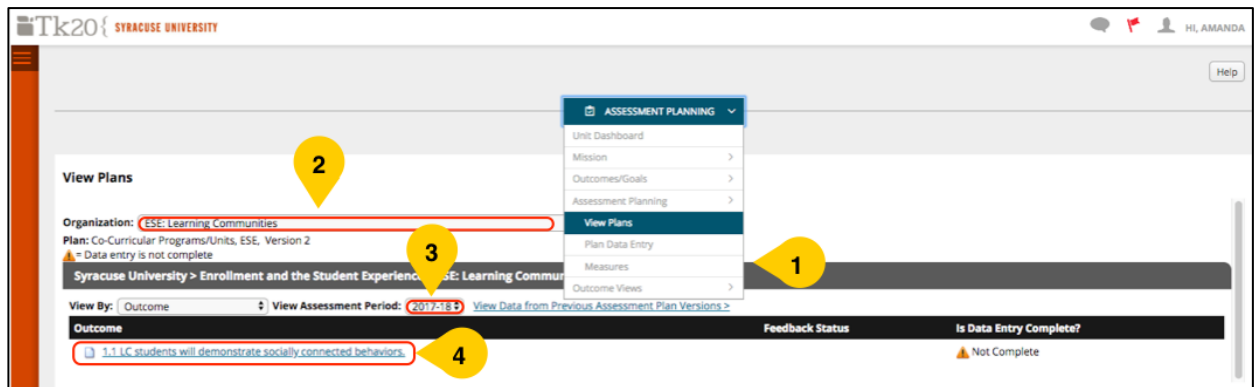 Tk20{ SYRACUSE UNIVERSITY
HI, AMANDA
Help
ASSESSMENT PLANNING
Unit Dashboard
Mission
Outcomes/Goals
Assessment Planning
View Plans
Plan Data Entry
Measures
Outcome Views
1
2
View Plans
Organization: ESE: Learning Communities
Plan: Co-Curricular Programs/Units, ESE, Version 2
= Data entry is not complete
3
Syracuse University > Enrollment and the Student Experience SE: Learning Commun
View By: Outcome View Assessment Period: 2017-18 View Data from Previous Assessment Plan Versions >
Outcome Feedback Status Is Data Entry Complete?
1.1 LC students will demonstrate socially connected behaviors. Not Complete
4